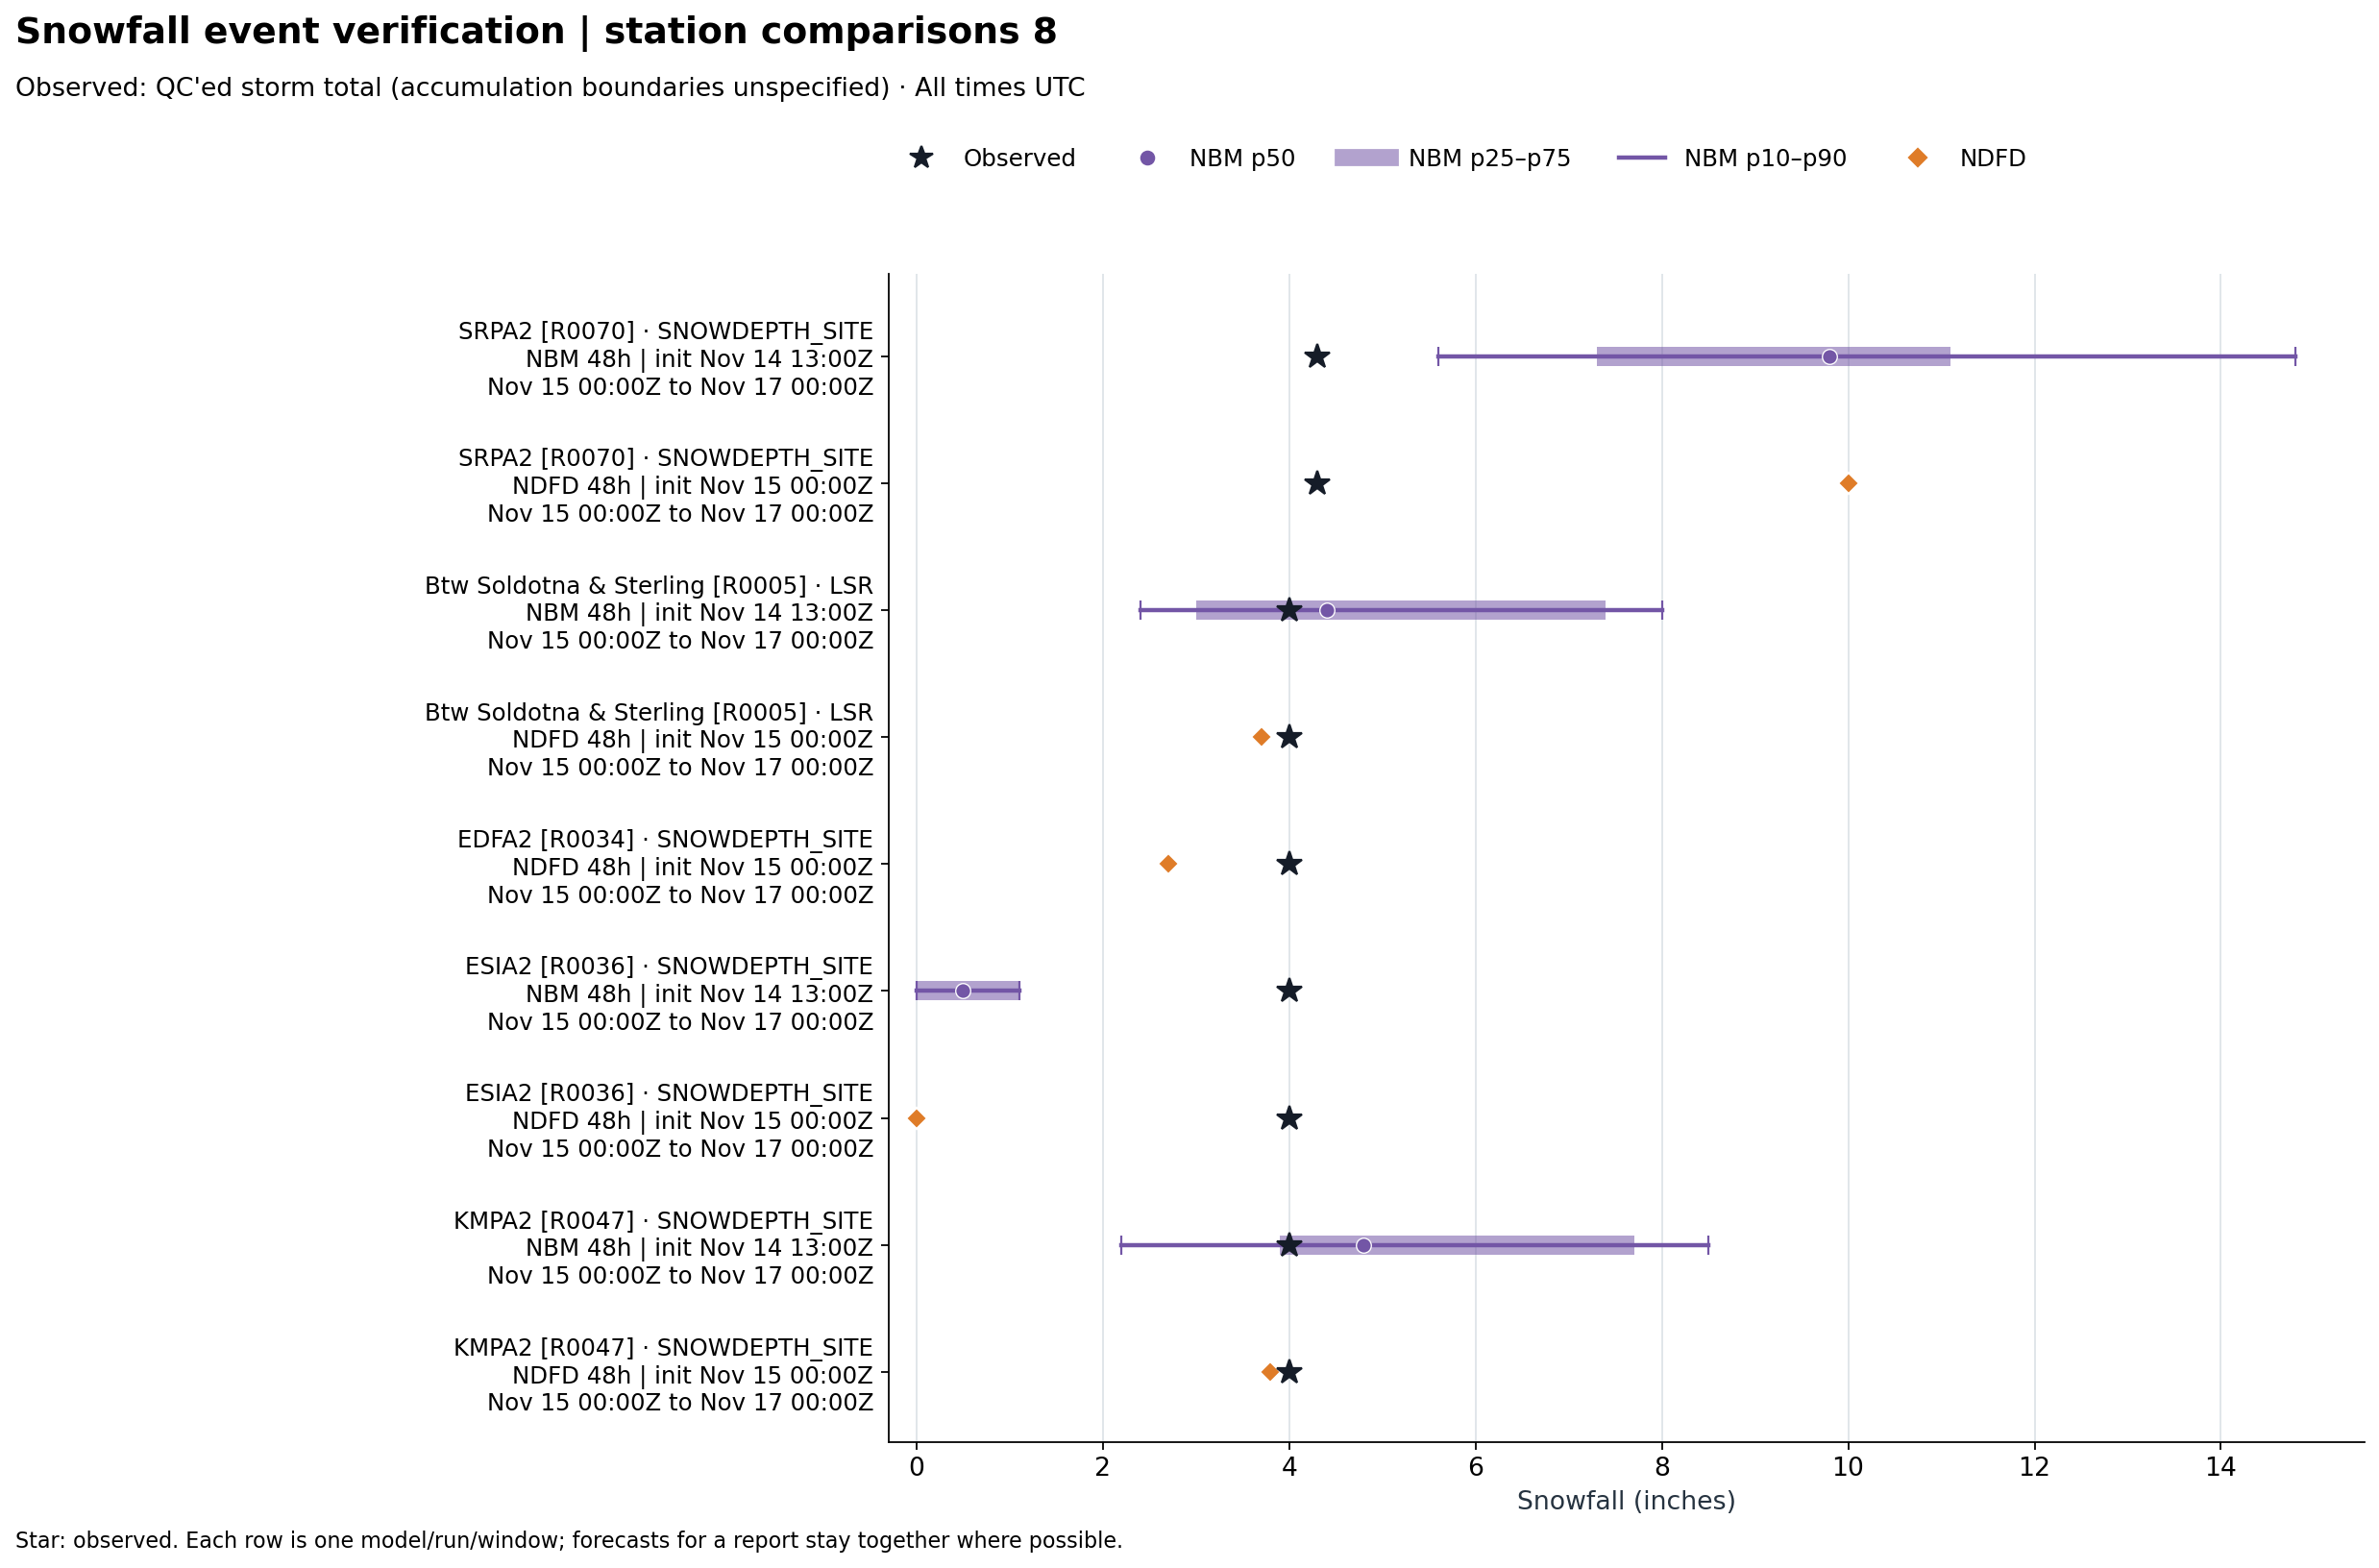 Snowfall event verification | station comparisons 8
Observed: QC'ed storm total (accumulation boundaries unspecified) · All times UTC
Observed
NBM p50
NBM p25–p75
NBM p10–p90
NDFD
SRPA2 [R0070] · SNOWDEPTH_SITE
NBM 48h | init Nov 14 13:00Z
Nov 15 00:00Z to Nov 17 00:00Z
SRPA2 [R0070] · SNOWDEPTH_SITE
NDFD 48h | init Nov 15 00:00Z
Nov 15 00:00Z to Nov 17 00:00Z
Btw Soldotna & Sterling [R0005] · LSR
NBM 48h | init Nov 14 13:00Z
Nov 15 00:00Z to Nov 17 00:00Z
Btw Soldotna & Sterling [R0005] · LSR
NDFD 48h | init Nov 15 00:00Z
Nov 15 00:00Z to Nov 17 00:00Z
EDFA2 [R0034] · SNOWDEPTH_SITE
NDFD 48h | init Nov 15 00:00Z
Nov 15 00:00Z to Nov 17 00:00Z
ESIA2 [R0036] · SNOWDEPTH_SITE
NBM 48h | init Nov 14 13:00Z
Nov 15 00:00Z to Nov 17 00:00Z
ESIA2 [R0036] · SNOWDEPTH_SITE
NDFD 48h | init Nov 15 00:00Z
Nov 15 00:00Z to Nov 17 00:00Z
KMPA2 [R0047] · SNOWDEPTH_SITE
NBM 48h | init Nov 14 13:00Z
Nov 15 00:00Z to Nov 17 00:00Z
KMPA2 [R0047] · SNOWDEPTH_SITE
NDFD 48h | init Nov 15 00:00Z
Nov 15 00:00Z to Nov 17 00:00Z
0 2 4 6 8 10 12 14
Snowfall (inches)
Star: observed. Each row is one model/run/window; forecasts for a report stay together where possible.